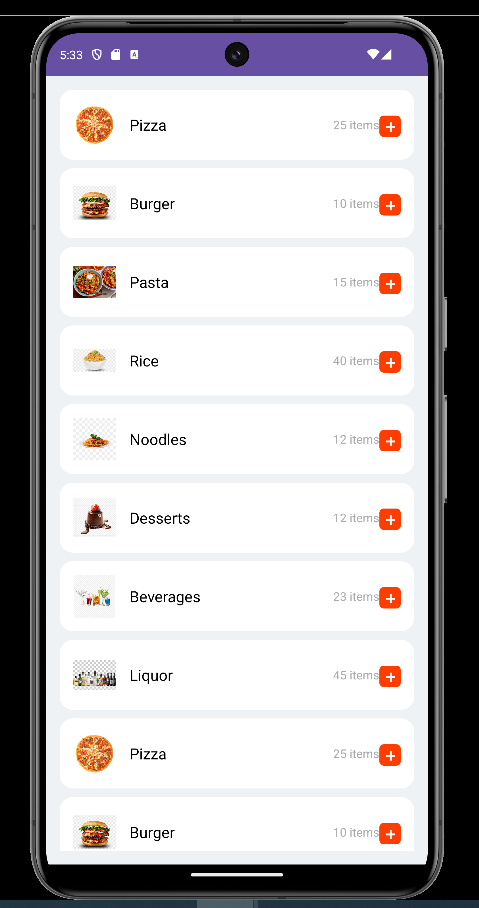 5:33 A
Pizza 25 items +
Burger 10 items +
Pasta 15 items +
Rice 40 items +
Noodles 12 items +
Desserts 12 items +
Beverages 23 items +
Liquor 45 items +
Pizza 25 items +
Burger 10 items +